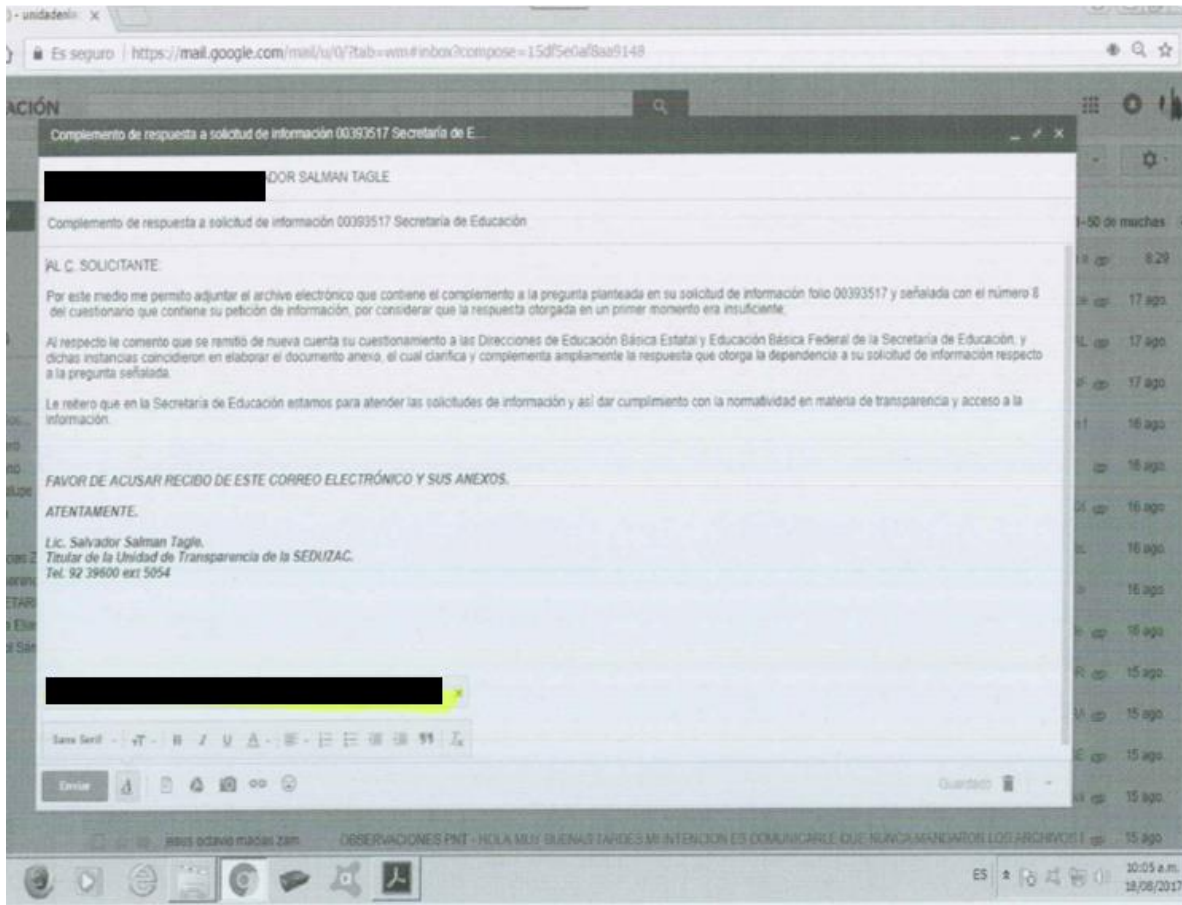 ) - unidadenla
Es seguro | https://mail.google.com/mail/u/0/?tab=wm#inbox?compose=15df5e0af8aa9148
ACIÓN
Complemento de respuesta a solicitud de información 00393517 Secretaría de E...
DOR SALMAN TAGLE
Complemento de respuesta a solicitud de información 00393517 Secretaría de Educación
1-50 de muchas
AL C. SOLICITANTE:
8:29
Por este medio me permito adjuntar el archivo electrónico que contiene el complemento a la pregunta planteada en su solicitud de información folio 00393517 y señalada con el número 8
del cuestionario que contiene su petición de información, por considerar que la respuesta otorgada en un primer momento era insuficiente;
17 ago.
Al respecto le comento que se remitió de nueva cuenta su cuestionamiento a las Direcciones de Educación Básica Estatal y Educación Básica Federal de la Secretaría de Educación, y
17 ago
dichas instancias coincidieron en elaborar el documento anexo, el cual clarifica y complementa ampliamente la respuesta que otorga la dependencia a su solicitud de información respecto
a la pregunta señalada.
17 ago
Le reitero que en la Secretaría de Educación estamos para atender las solicitudes de información y así dar cumplimiento con la normatividad en materia de transparencia y acceso a la
información.
16 ago
16 ago
FAVOR DE ACUSAR RECIBO DE ESTE CORREO ELECTRÓNICO Y SUS ANEXOS.
ATENTAMENTE.
16 ago
Lic. Salvador Salman Tagle.
16 ago
Titular de la Unidad de Transparencia de la SEDUZAC.
Tel. 92 39600 ext 5054
16 ago
16 ago
15 ago
15 ago
Sans Serif
15 ago
Enviar
Guardado
15 ago
jesus octavio macias zam
OBSERVACIONES PNT - HOLA MUY BUENAS TARDES MI INTENCION ES COMUNICARLE QUE NUNCA MANDARON LOS ARCHIVOS
15 ago
ES
10:05 a.m.
18/08/2017